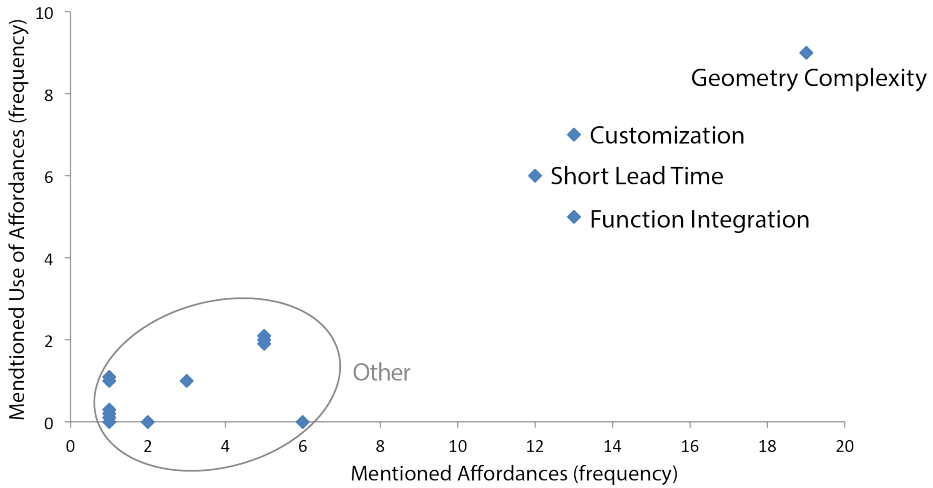 Mendtioned Use of Affordances (frequency)
10
8
6
4
2
0
Geometry Complexity
Customization
Short Lead Time
Function Integration
Other
0 2 4 6 8 10 12 14 16 18 20
Mentioned Affordances (frequency)